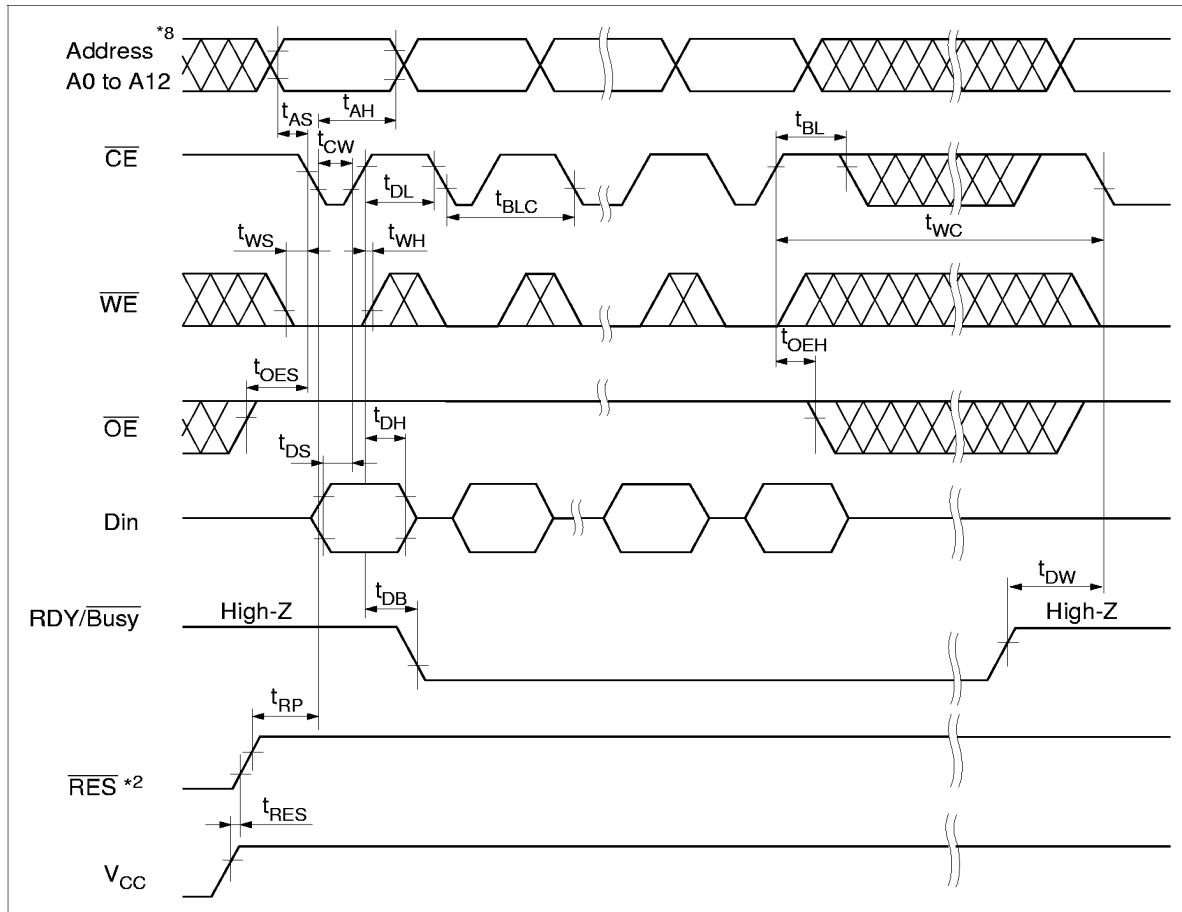 Address *8
A0 to A12
tAS
tAH
tCW
CE
tBL
tDL
tBLC
tWC
tWS
tWH
WE
tOEH
tOES
OE
tDH
tDS
Din
tDB
tDW
RDY/Busy
High-Z
High-Z
tRP
RES *2
tRES
VCC